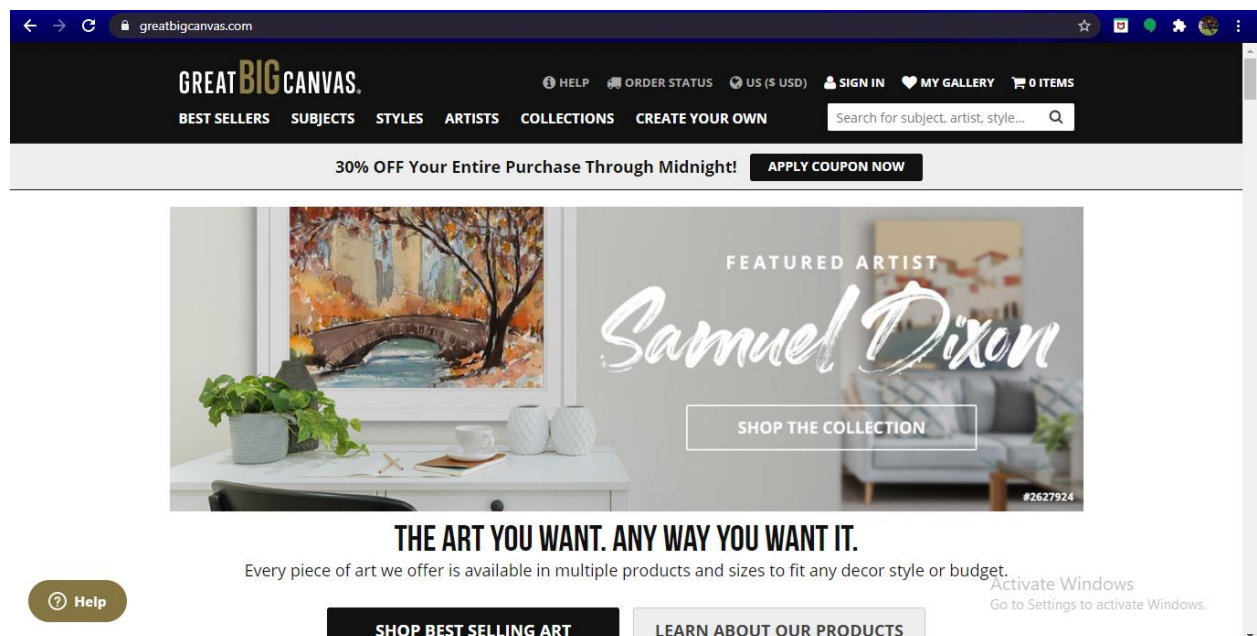 greatbigcanvas.com
GREAT BIG CANVAS.
HELP ORDER STATUS US ($ USD) SIGN IN MY GALLERY 0 ITEMS
BEST SELLERS SUBJECTS STYLES ARTISTS COLLECTIONS CREATE YOUR OWN Search for subject, artist, style...
30% OFF Your Entire Purchase Through Midnight! APPLY COUPON NOW
FEATURED ARTIST
Samuel Dixon
SHOP THE COLLECTION
#2627924
THE ART YOU WANT. ANY WAY YOU WANT IT.
Every piece of art we offer is available in multiple products and sizes to fit any decor style or budget.
Activate Windows
Go to Settings to activate Windows.
Help
SHOP BEST SELLING ART LEARN ABOUT OUR PRODUCTS